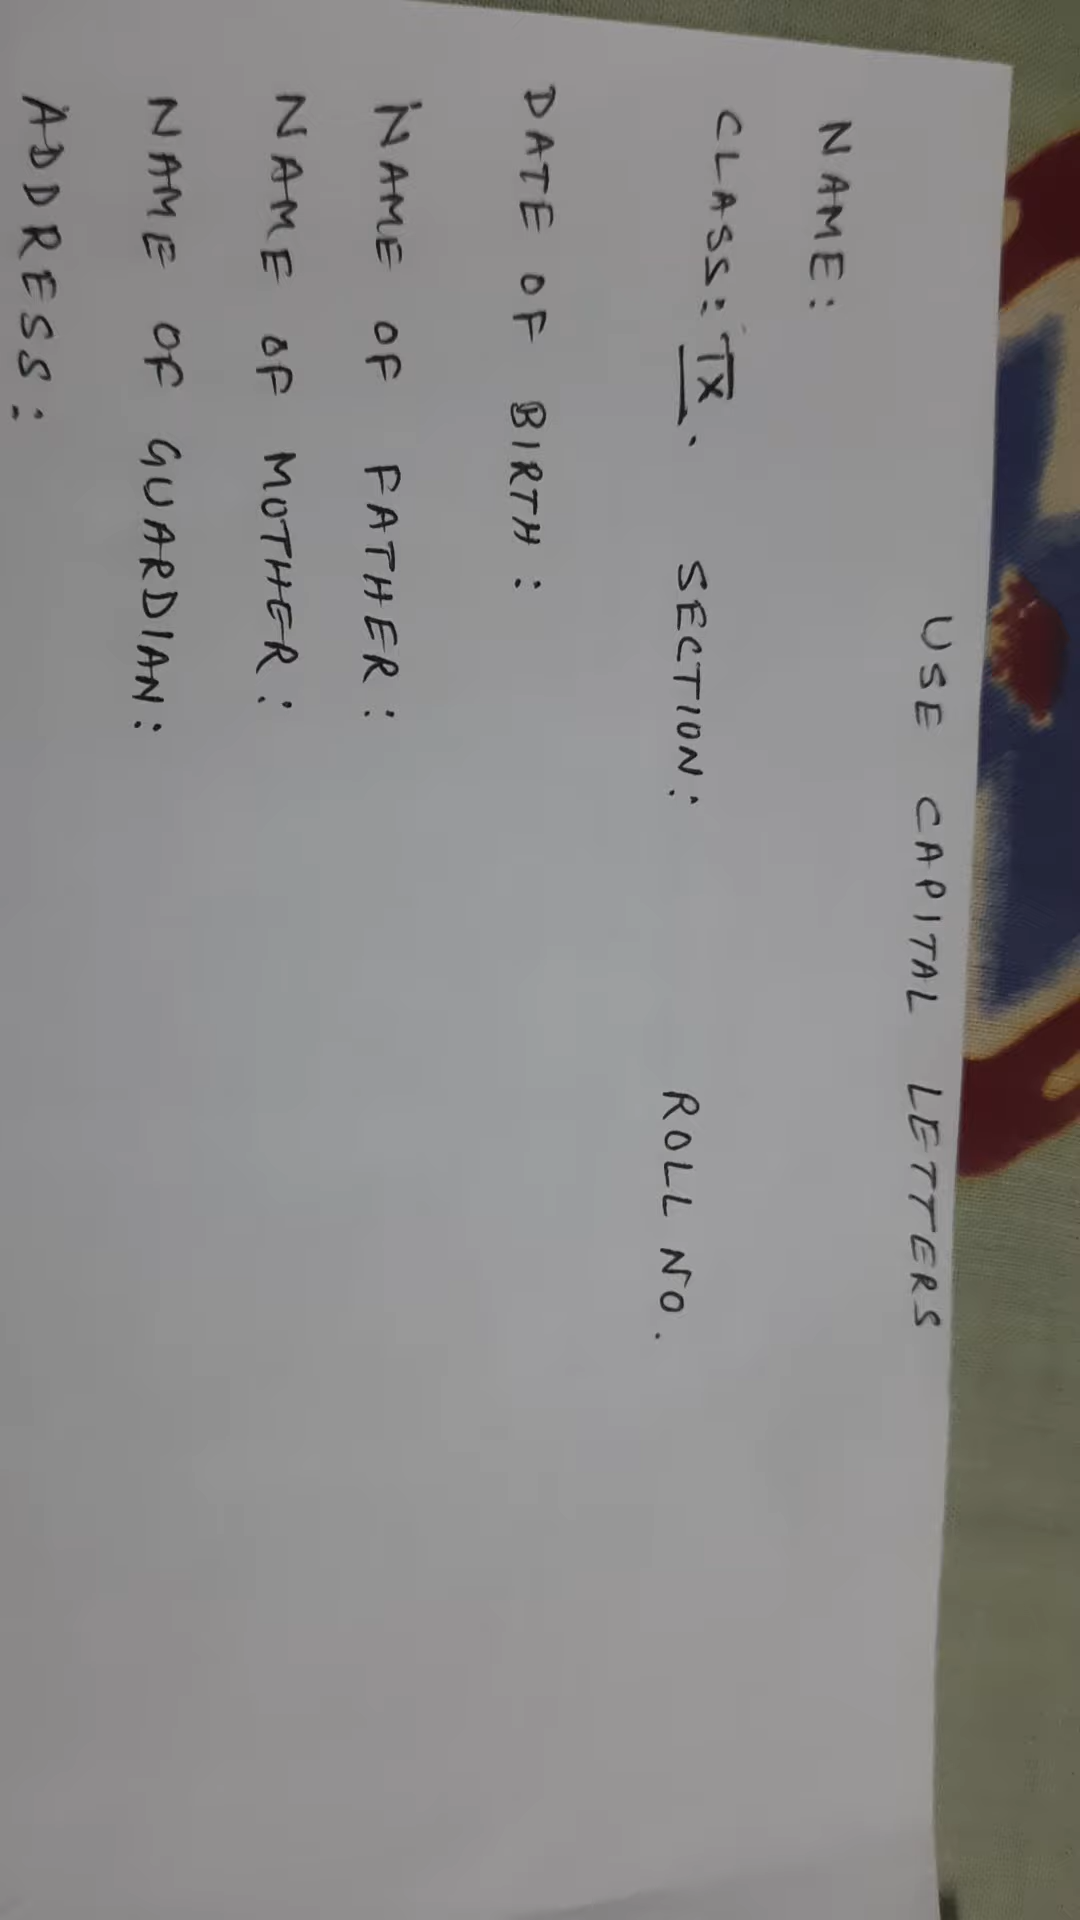 USE CAPITAL LETTERS
NAME:
CLASS: IX. SECTION: ROLL NO.
DATE OF BIRTH:
NAME OF FATHER:
NAME OF MOTHER:
NAME OF GUARDIAN:
ADDRESS: